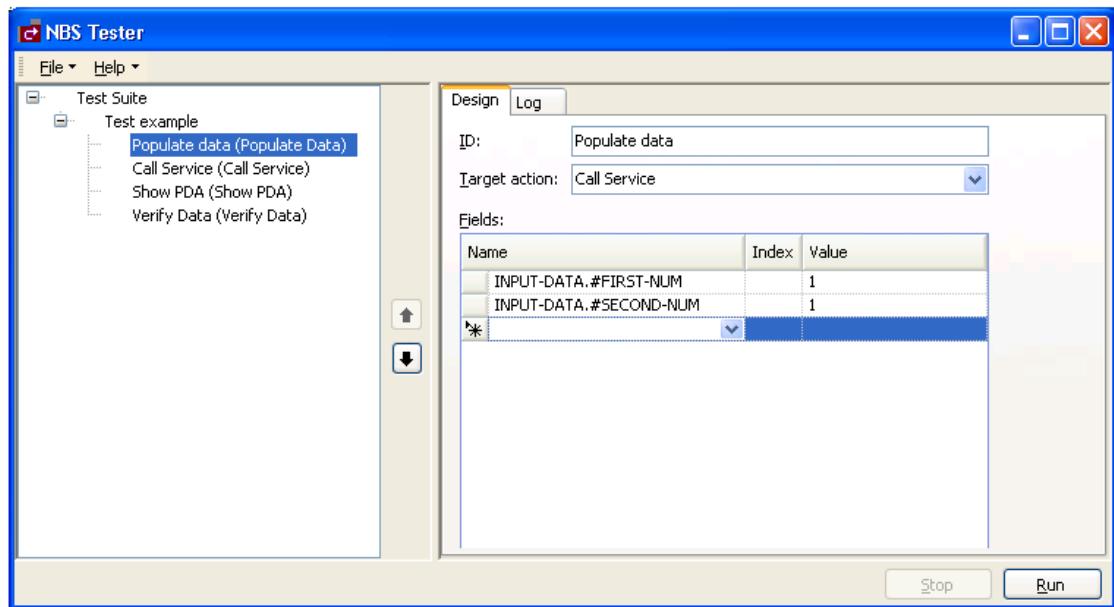 NBS Tester
File Help
Test Suite
Test example
Populate data (Populate Data)
Call Service (Call Service)
Show PDA (Show PDA)
Verify Data (Verify Data)
Design Log
ID: Populate data
Target action: Call Service
Fields:
Name Index Value
INPUT-DATA.#FIRST-NUM 1
INPUT-DATA.#SECOND-NUM 1
Stop Run